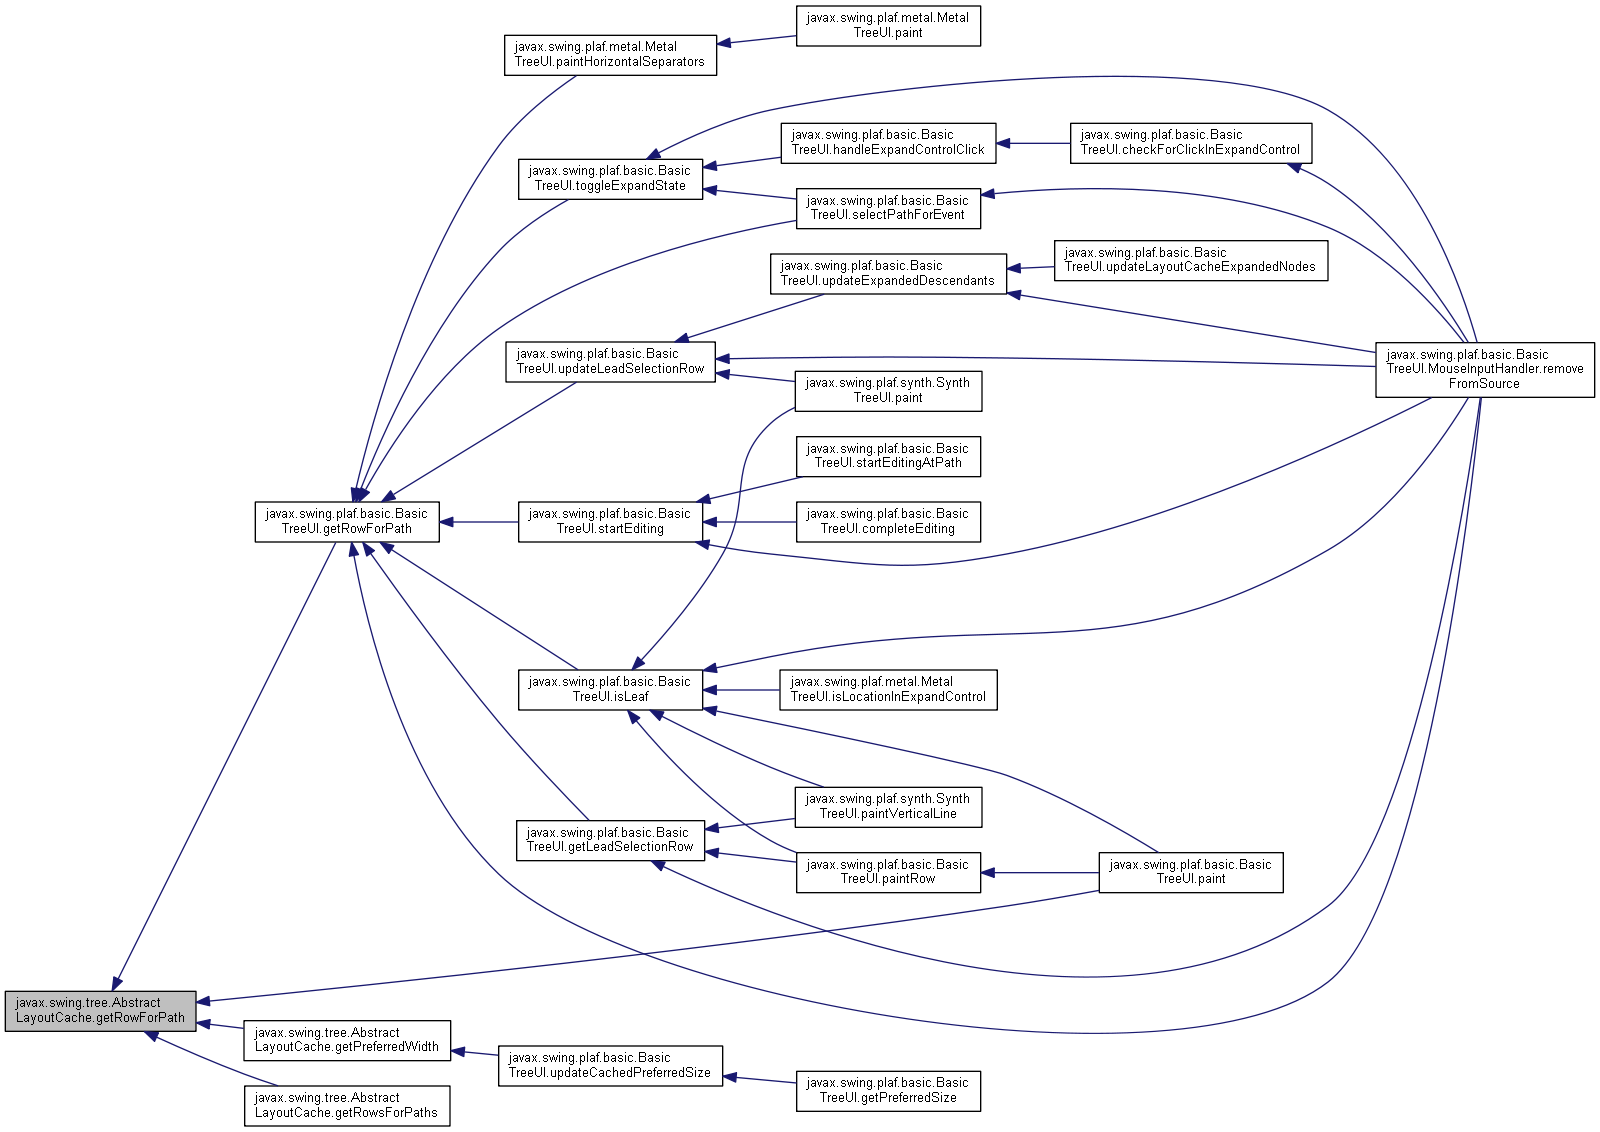 javax.swing.plaf.metal.Metal
TreeUI.paint
javax.swing.plaf.metal.Metal
TreeUI.paintHorizontalSeparators
javax.swing.plaf.basic.Basic
TreeUI.handleExpandControlClick
javax.swing.plaf.basic.Basic
TreeUI.checkForClickInExpandControl
javax.swing.plaf.basic.Basic
TreeUI.toggleExpandState
javax.swing.plaf.basic.Basic
TreeUI.selectPathForEvent
javax.swing.plaf.basic.Basic
TreeUI.updateLayoutCacheExpandedNodes
javax.swing.plaf.basic.Basic
TreeUI.updateExpandedDescendants
javax.swing.plaf.basic.Basic
TreeUI.updateLeadSelectionRow
javax.swing.plaf.basic.Basic
TreeUI.MouseInputHandler.remove
FromSource
javax.swing.plaf.synth.Synth
TreeUI.paint
javax.swing.plaf.basic.Basic
TreeUI.startEditingAtPath
javax.swing.plaf.basic.Basic
TreeUI.getRowForPath
javax.swing.plaf.basic.Basic
TreeUI.startEditing
javax.swing.plaf.basic.Basic
TreeUI.completeEditing
javax.swing.plaf.basic.Basic
TreeUI.isLeaf
javax.swing.plaf.metal.Metal
TreeUI.isLocationInExpandControl
javax.swing.plaf.synth.Synth
TreeUI.paintVerticalLine
javax.swing.plaf.basic.Basic
TreeUI.getLeadSelectionRow
javax.swing.plaf.basic.Basic
TreeUI.paintRow
javax.swing.plaf.basic.Basic
TreeUI.paint
javax.swing.tree.Abstract
LayoutCache.getRowForPath
javax.swing.tree.Abstract
LayoutCache.getPreferredWidth
javax.swing.plaf.basic.Basic
TreeUI.updateCachedPreferredSize
javax.swing.plaf.basic.Basic
TreeUI.getPreferredSize
javax.swing.tree.Abstract
LayoutCache.getRowsForPaths